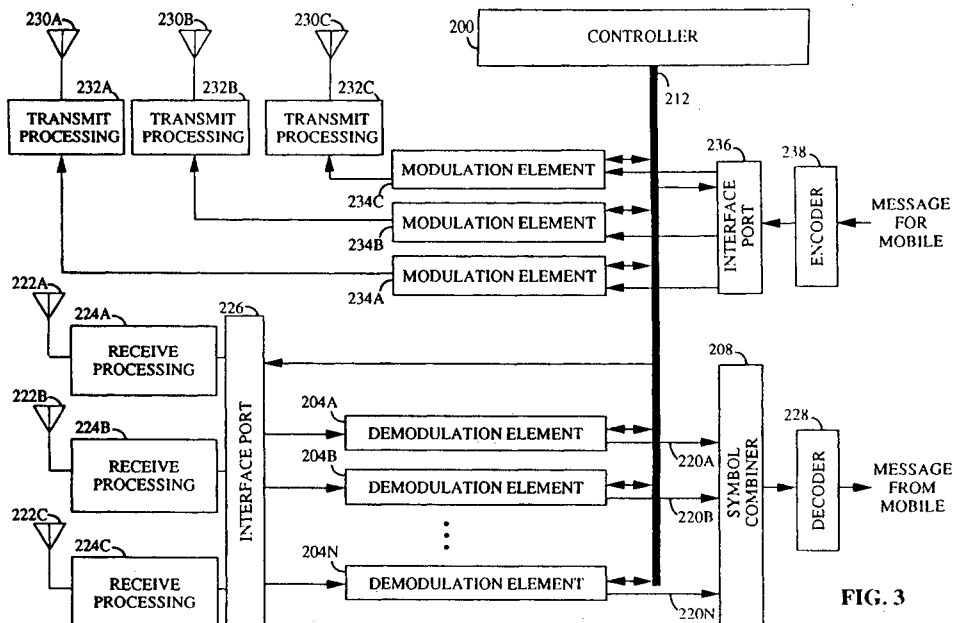 230A
230B
230C
200
CONTROLLER
232A
232B
232C
212
TRANSMIT
PROCESSING
TRANSMIT
PROCESSING
TRANSMIT
PROCESSING
MODULATION ELEMENT
234C
MODULATION ELEMENT
234B
MODULATION ELEMENT
234A
236
INTERFACE
PORT
238
ENCODER
MESSAGE
FOR
MOBILE
222A
224A
RECEIVE
PROCESSING
226
INTERFACE PORT
222B
224B
RECEIVE
PROCESSING
222C
224C
RECEIVE
PROCESSING
204A
DEMODULATION ELEMENT
220A
204B
DEMODULATION ELEMENT
220B
204N
DEMODULATION ELEMENT
220N
208
SYMBOL
COMBINER
228
DECODER
MESSAGE
FROM
MOBILE
FIG. 3